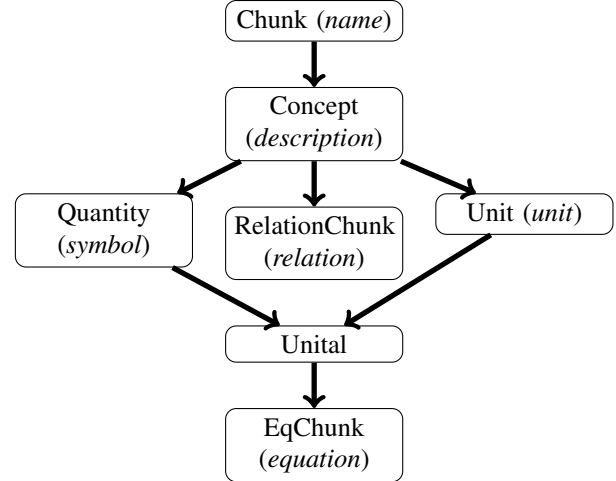 Chunk (name)
Concept
(description)
Quantity
(symbol)
RelationChunk
(relation)
Unit (unit)
Unital
EqChunk
(equation)